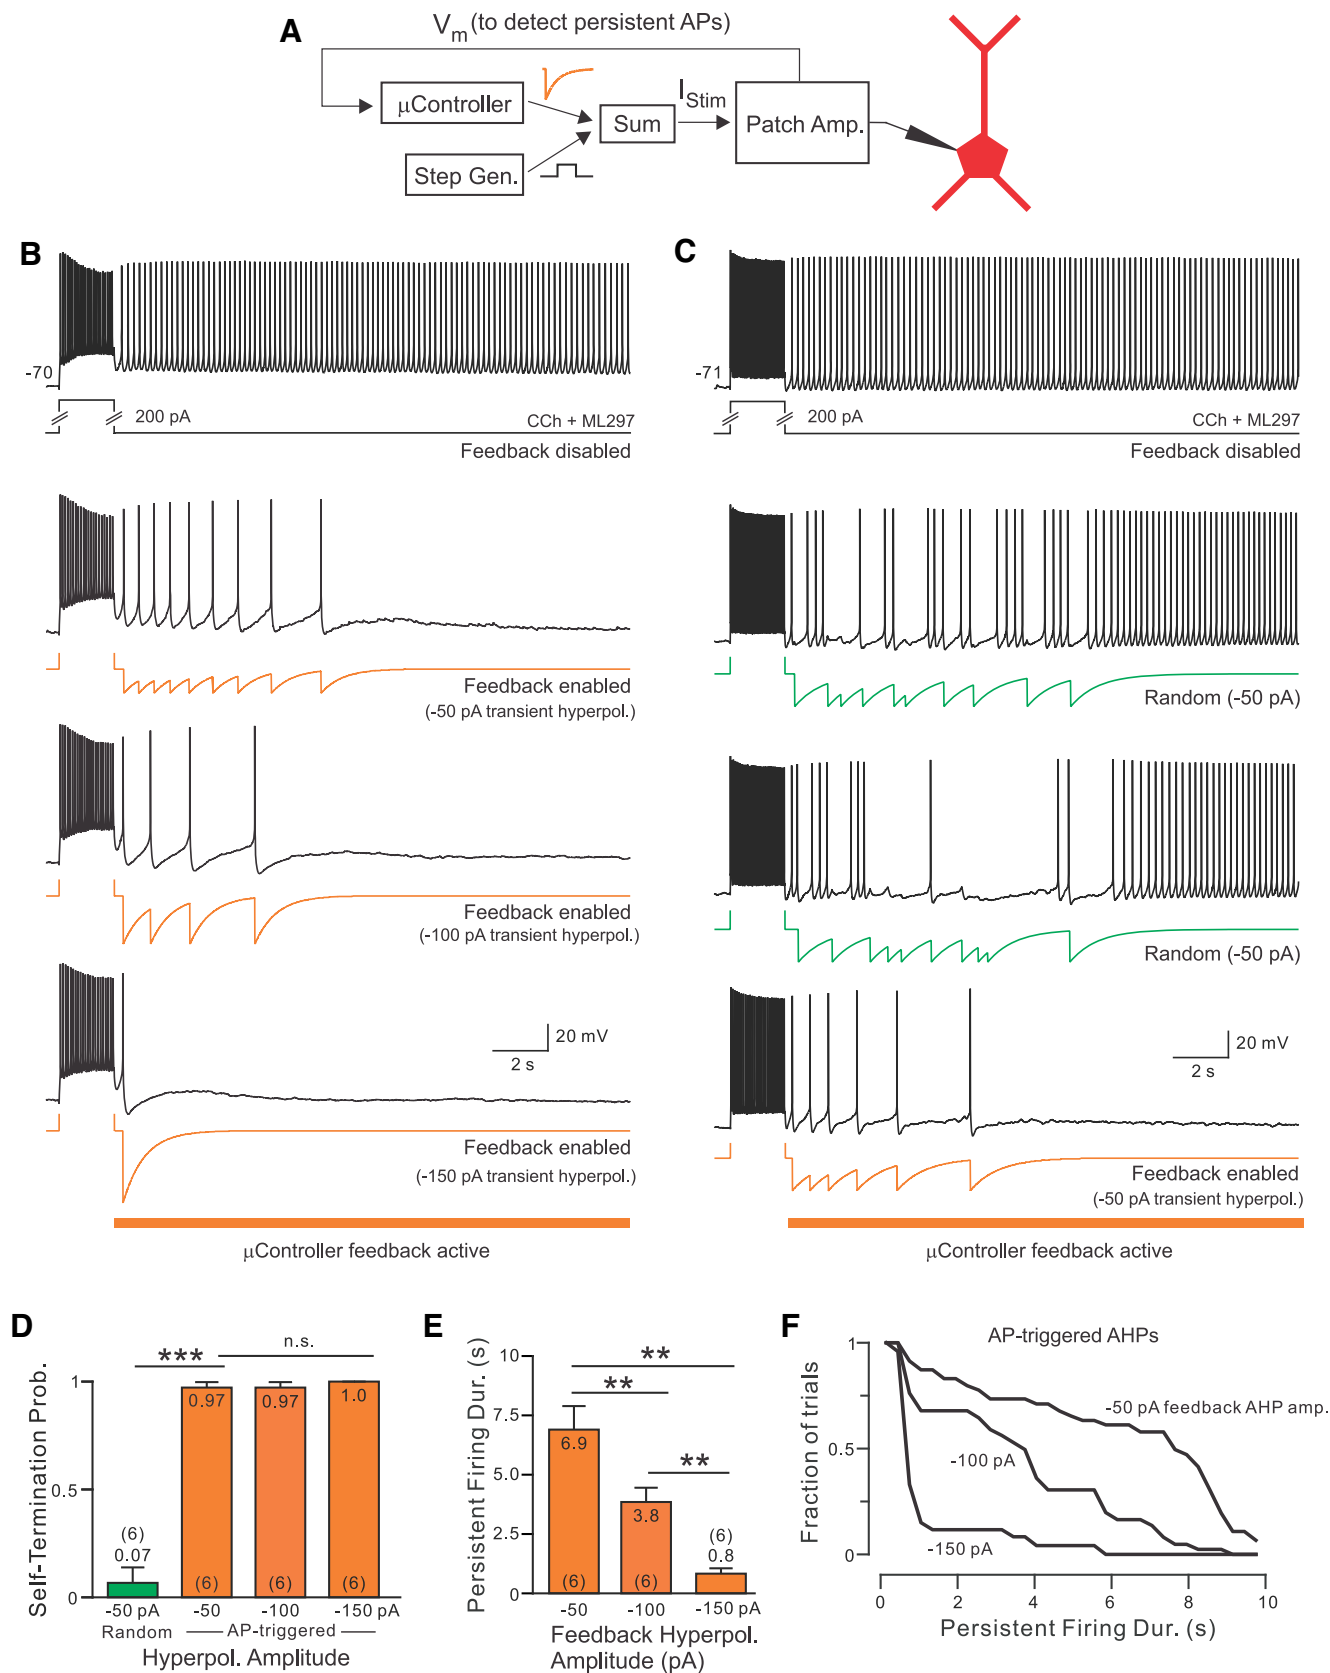 A
Vm (to detect persistent APs)
μController
Step Gen.
Sum
IStim
Patch Amp.
B
-70
200 pA
CCh + ML297
Feedback disabled
Feedback enabled
(-50 pA transient hyperpol.)
Feedback enabled
(-100 pA transient hyperpol.)
20 mV
2 s
Feedback enabled
(-150 pA transient hyperpol.)
μController feedback active
C
-71
200 pA
CCh + ML297
Feedback disabled
Random (-50 pA)
Random (-50 pA)
20 mV
2 s
Feedback enabled
(-50 pA transient hyperpol.)
μController feedback active
D
Self-Termination Prob.
1
0.5
0
***
n.s.
(6)
0.07
0.97
(6)
0.97
(6)
1.0
(6)
-50 pA
-50
-100
-150 pA
Random
AP-triggered
Hyperpol. Amplitude
E
Persistent Firing Dur. (s)
10
7.5
5.0
2.5
0
**
**
**
6.9
(6)
3.8
(6)
(6)
0.8
-50
-100
-150 pA
Feedback Hyperpol.
Amplitude (pA)
F
AP-triggered AHPs
Fraction of trials
1
0.5
0
-50 pA feedback AHP amp.
-100 pA
-150 pA
0
2
4
6
8
10
Persistent Firing Dur. (s)